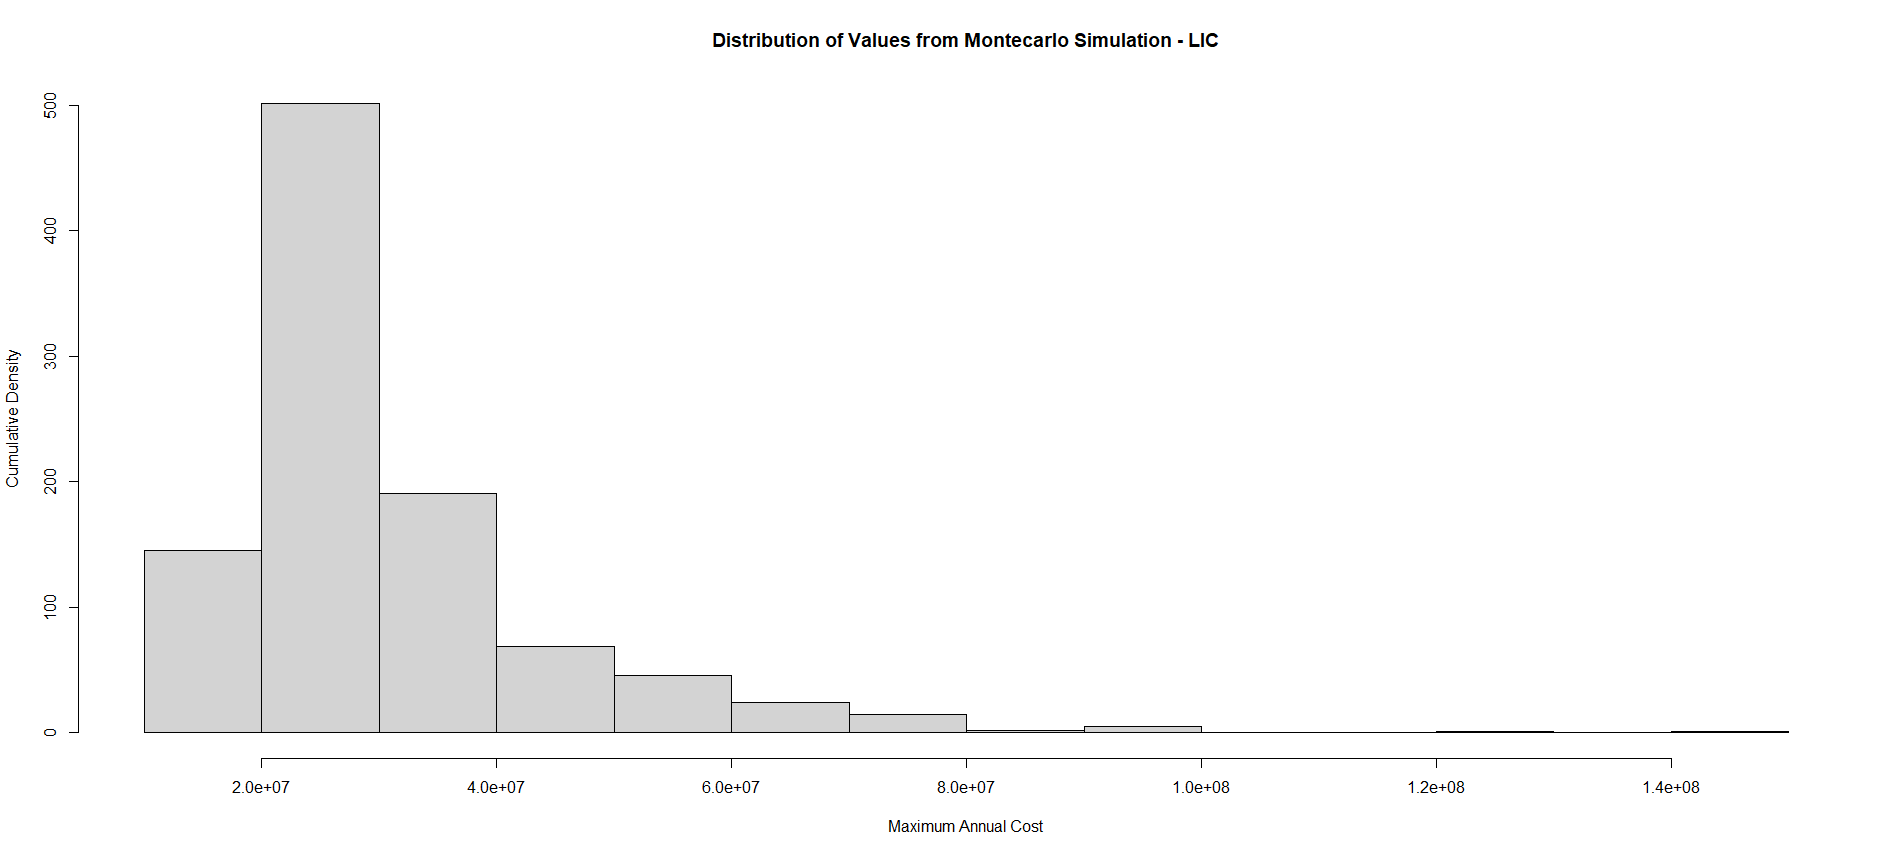 Distribution of Values from Montecarlo Simulation - LIC
Cumulative Density
500
400
300
200
100
0
2.0e+07 4.0e+07 6.0e+07 8.0e+07 1.0e+08 1.2e+08 1.4e+08
Maximum Annual Cost